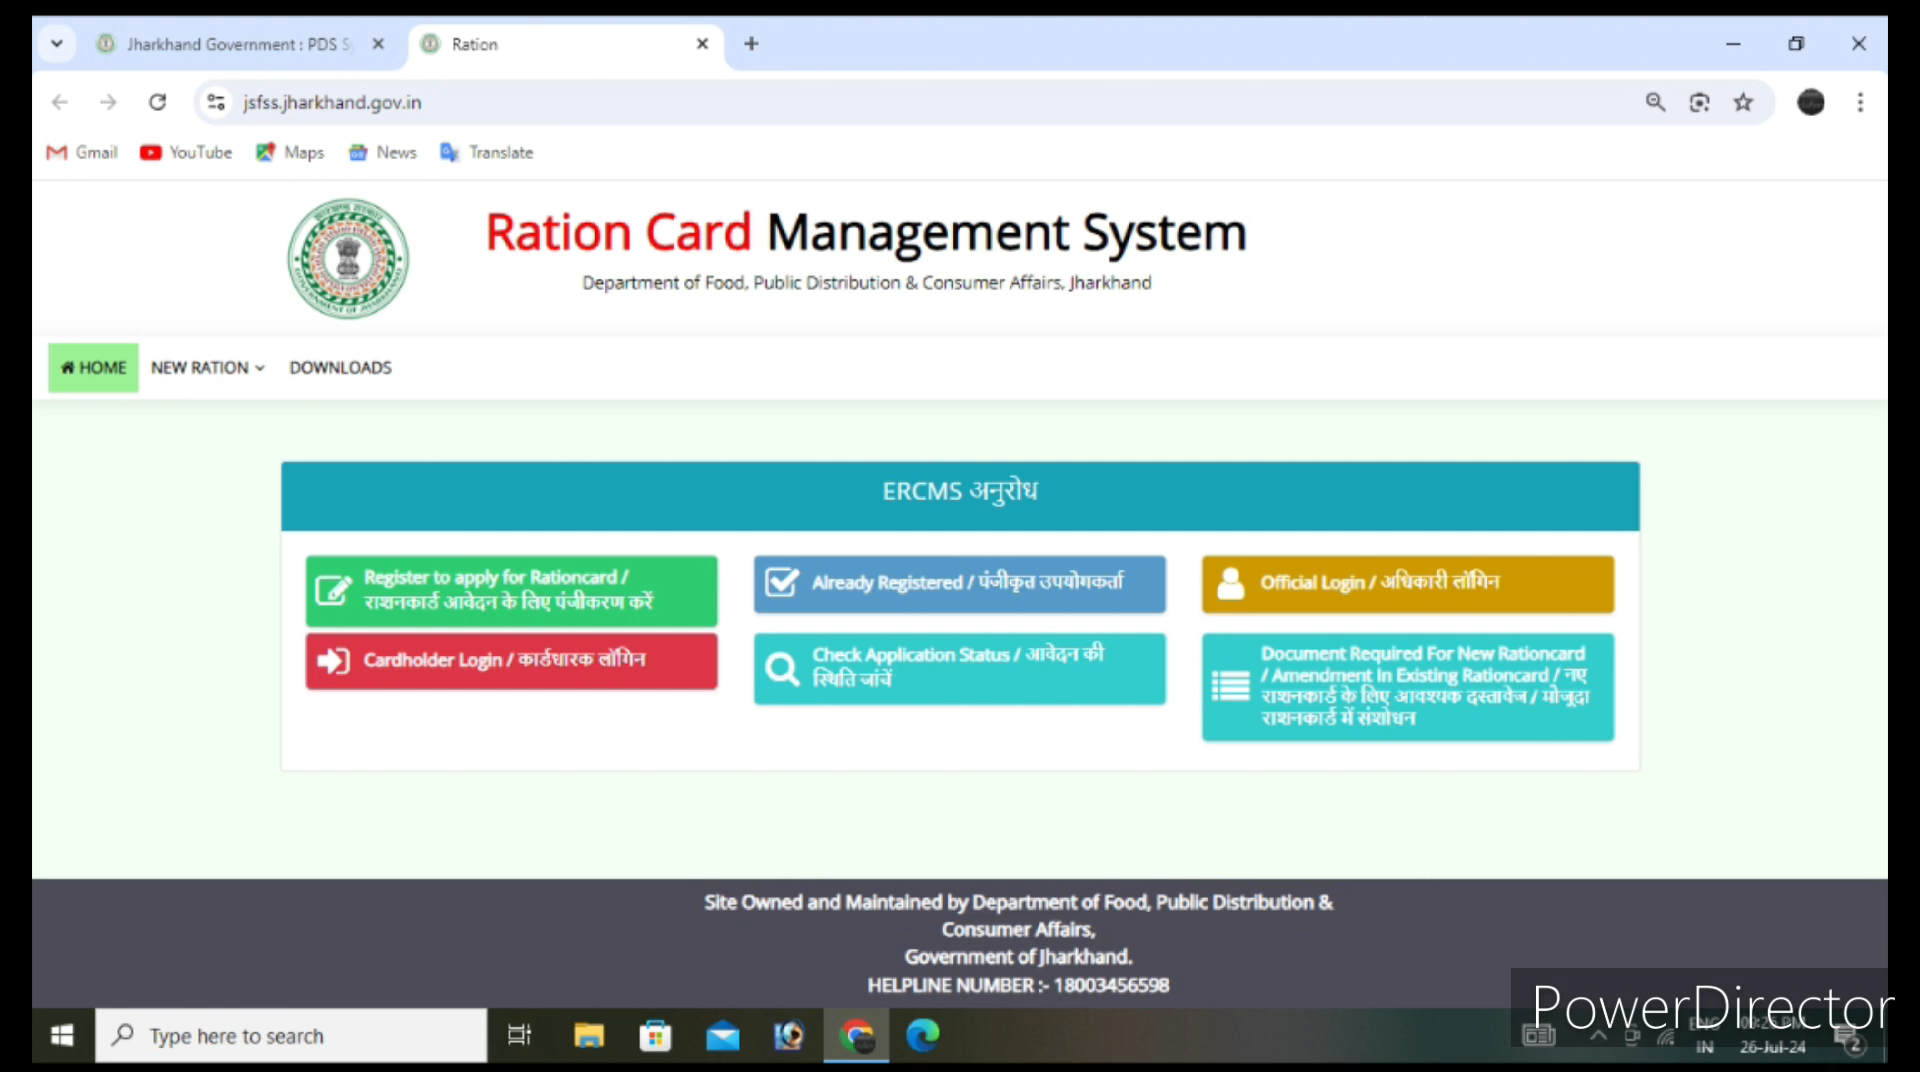 Jharkhand Government : PDS S
Ration
jsfss.jharkhand.gov.in
Gmail
YouTube
Maps
News
Translate
Ration Card Management System
Department of Food, Public Distribution & Consumer Affairs, Jharkhand
HOME
NEW RATION
DOWNLOADS
ERCMS अनुरोध
Register to apply for Rationcard /
राशनकार्ड आवेदन के लिए पंजीकरण करें
Already Registered / पंजीकृत उपयोगकर्ता
Official Login / अधिकारी लॉगिन
Cardholder Login / कार्डधारक लॉगिन
Check Application Status / आवेदन की
स्थिति जांचें
Document Required For New Rationcard
/ Amendment In Existing Rationcard / नए
राशनकार्ड के लिए आवश्यक दस्तावेज / मौजूदा
राशनकार्ड में संशोधन
Site Owned and Maintained by Department of Food, Public Distribution &
Consumer Affairs,
Government of Jharkhand.
HELPLINE NUMBER :- 18003456598
PowerDirector
Type here to search
ENG
IN
26-Jul-24
2